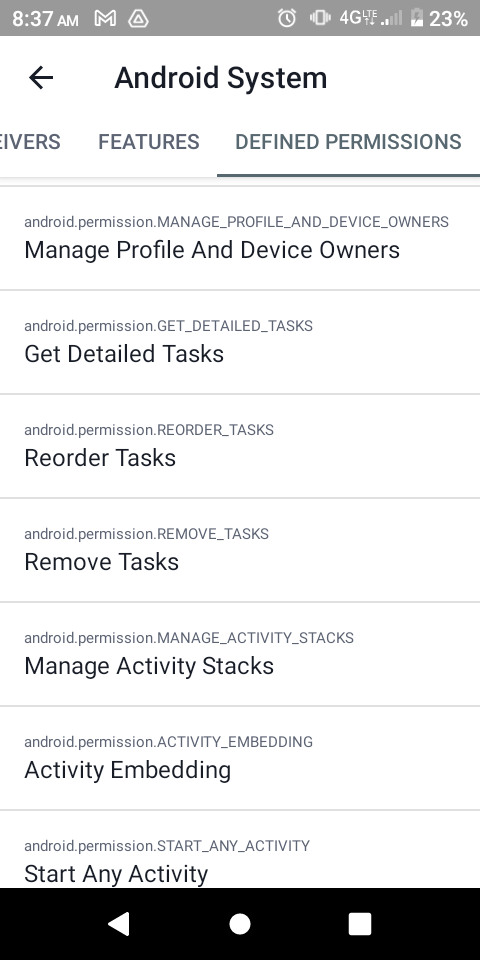 8:37 AM 4G LTE 23%
Android System
EIVERS FEATURES DEFINED PERMISSIONS
android.permission.MANAGE_PROFILE_AND_DEVICE_OWNERS
Manage Profile And Device Owners
android.permission.GET_DETAILED_TASKS
Get Detailed Tasks
android.permission.REORDER_TASKS
Reorder Tasks
android.permission.REMOVE_TASKS
Remove Tasks
android.permission.MANAGE_ACTIVITY_STACKS
Manage Activity Stacks
android.permission.ACTIVITY_EMBEDDING
Activity Embedding
android.permission.START_ANY_ACTIVITY
Start Any Activity